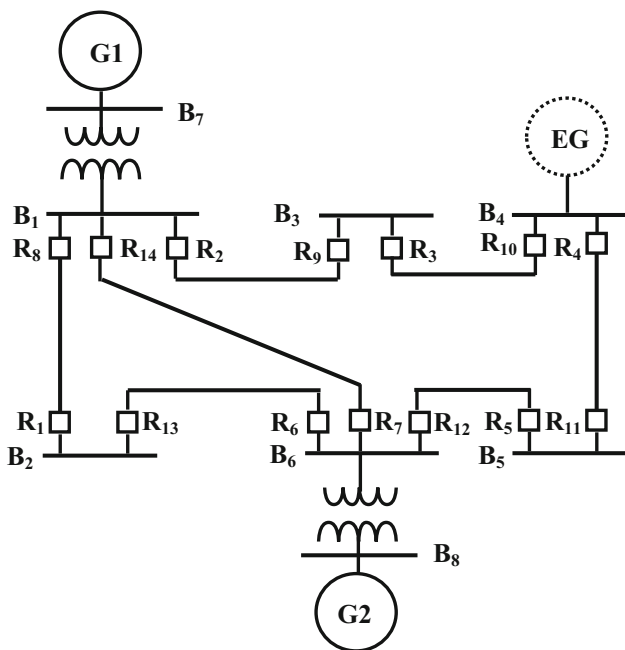 G1
B₇
EG
B₁
B₃
B₄
R₈
R₁₄
R₂
R₉
R₃
R₁₀
R₄
R₁
R₁₃
R₆
R₇
R₁₂
R₅
R₁₁
B₂
B₆
B₅
B₈
G2